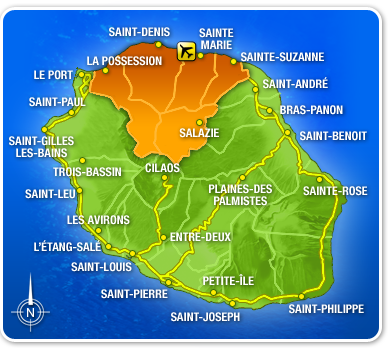 SAINT-DENIS
SAINTE
MARIE
SAINTE-SUZANNE
LA POSSESSION
LE PORT
SAINT-ANDRÉ
SAINT-PAUL
BRAS-PANON
SALAZIE
SAINT-BENOIT
SAINT-GILLES
LES-BAINS
TROIS-BASSIN
CILAOS
PLAINES-DES
PALMISTES
SAINTE-ROSE
SAINT-LEU
LES AVIRONS
ENTRE-DEUX
L'ÉTANG-SALÉ
SAINT-LOUIS
PETITE-ÎLE
SAINT-PIERRE
SAINT-PHILIPPE
SAINT-JOSEPH
N